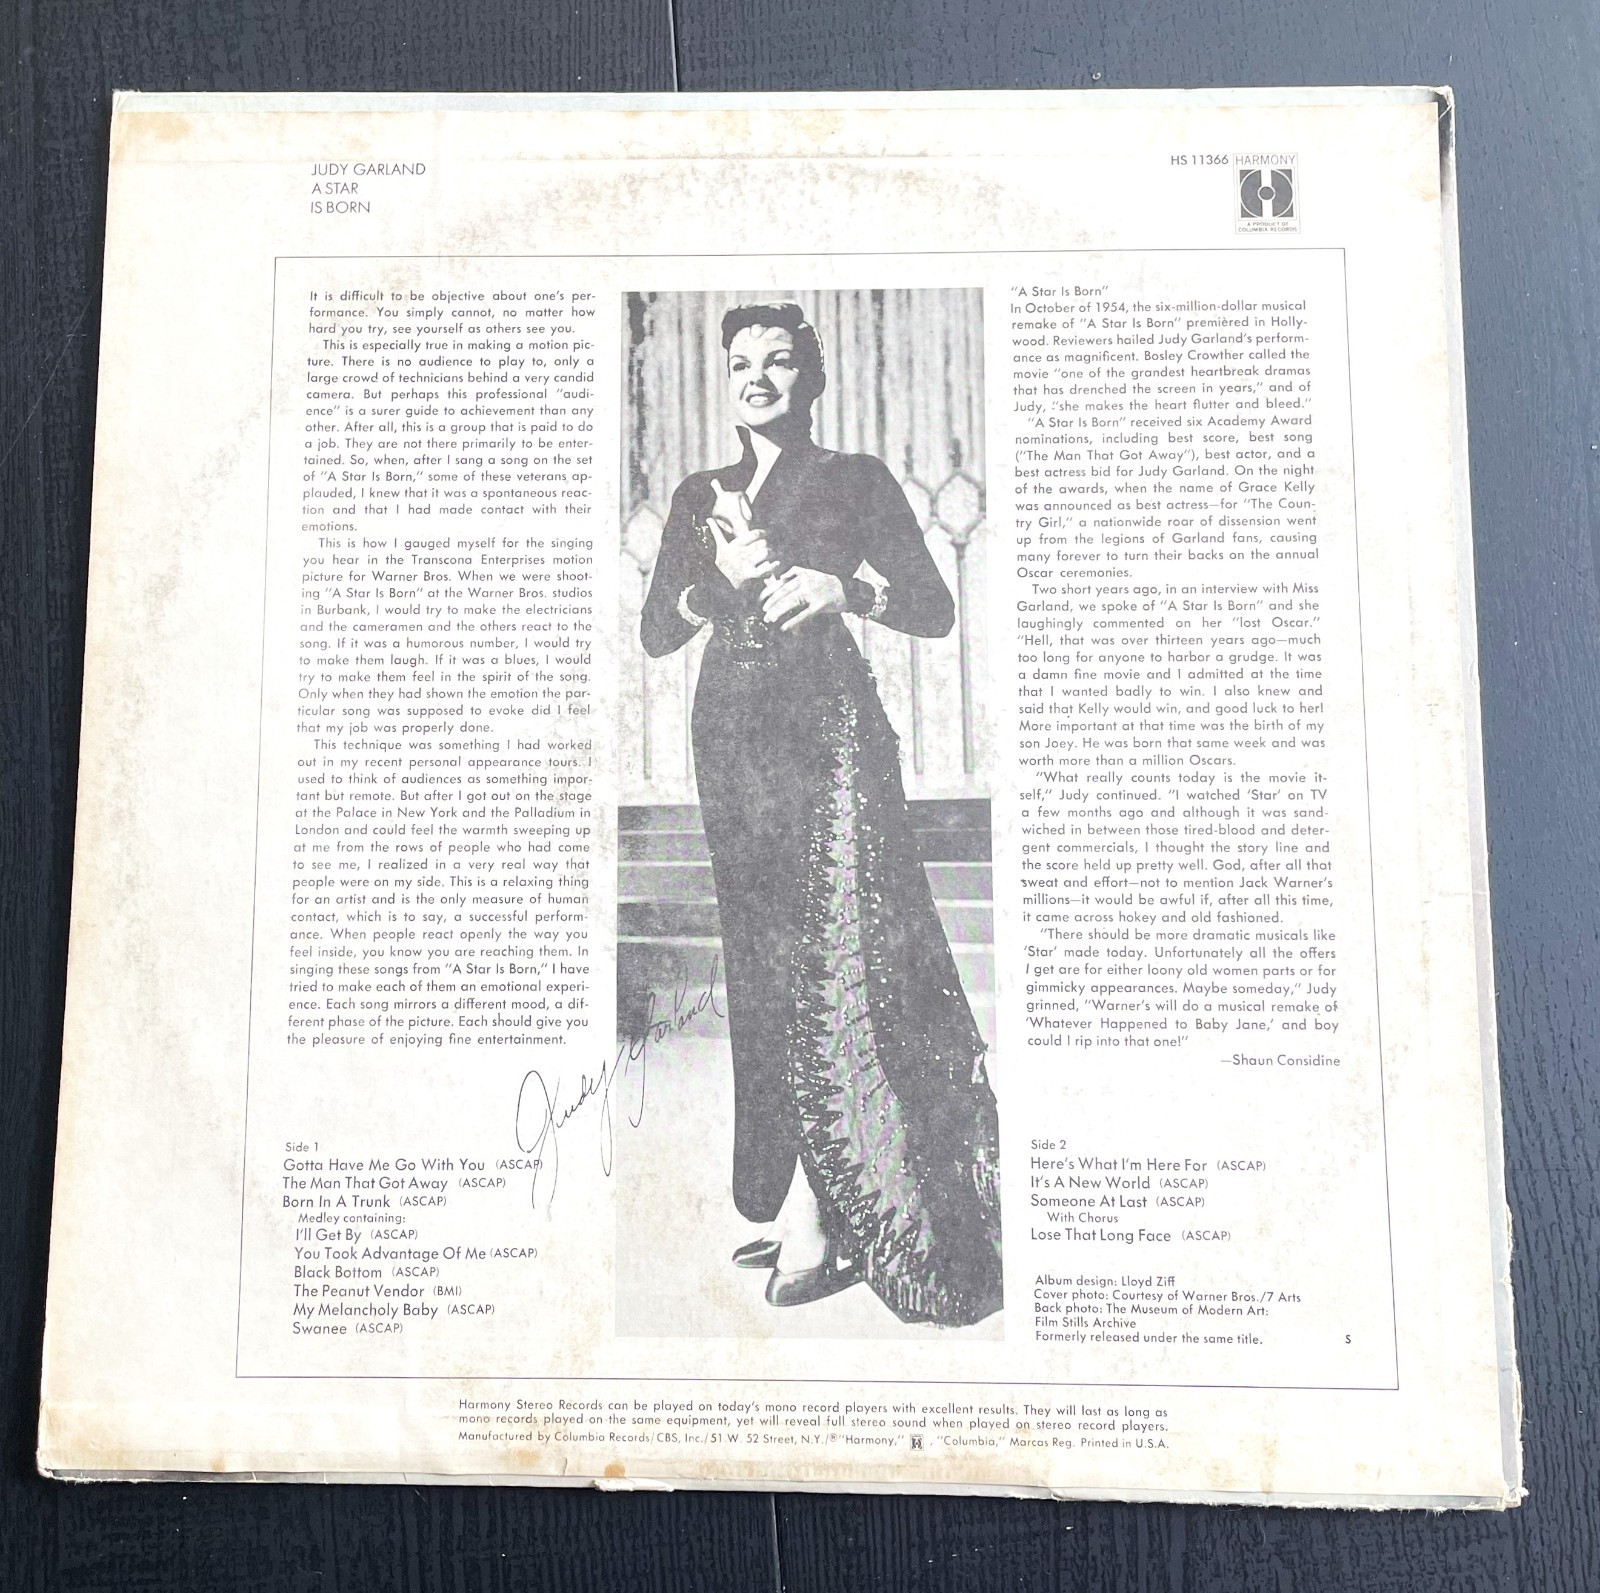 JUDY GARLAND
A STAR
IS BORN
HS 11366 HARMONY
A PRODUCT OF
COLUMBIA RECORDS
It is difficult to be objective about one's per-
formance. You simply cannot, no matter how
hard you try, see yourself as others see you.
This is especially true in making a motion pic-
ture. There is no audience to play to, only a
large crowd of technicians behind a very candid
camera. But perhaps this professional "audi-
ence" is a surer guide to achievement than any
other. After all, this is a group that is paid to do
a job. They are not there primarily to be enter-
tained. So, when, after I sang a song on the set
of "A Star Is Born," some of these veterans ap-
plauded, I knew that it was a spontaneous reac-
tion and that I had made contact with their
emotions.
This is how I gauged myself for the singing
you hear in the Transcona Enterprises motion
picture for Warner Bros. When we were shoot-
ing "A Star Is Born" at the Warner Bros. studios
in Burbank, I would try to make the electricians
and the cameramen and the others react to the
song. If it was a humorous number, I would try
to make them laugh. If it was a blues, I would
try to make them feel in the spirit of the song.
Only when they had shown the emotion the par-
ticular song was supposed to evoke did I feel
that my job was properly done.
This technique was something I had worked
out in my recent personal appearance tours. I
used to think of audiences as something impor-
tant but remote. But after I got out on the stage
at the Palace in New York and the Palladium in
London and could feel the warmth sweeping up
at me from the rows of people who had come
to see me, I realized in a very real way that
people were on my side. This is a relaxing thing
for an artist and is the only measure of human
contact, which is to say, a successful perform-
ance. When people react openly the way you
feel inside, you know you are reaching them. In
singing these songs from "A Star Is Born," I have
tried to make each of them an emotional experi-
ence. Each song mirrors a different mood, a dif-
ferent phase of the picture. Each should give you
the pleasure of enjoying fine entertainment.
Judy Garland
"A Star Is Born"
In October of 1954, the six-million-dollar musical
remake of "A Star Is Born" premièred in Holly-
wood. Reviewers hailed Judy Garland's perform-
ance as magnificent. Bosley Crowther called the
movie "one of the grandest heartbreak dramas
that has drenched the screen in years," and of
Judy, "she makes the heart flutter and bleed."
"A Star Is Born" received six Academy Award
nominations, including best score, best song
("The Man That Got Away"), best actor, and a
best actress bid for Judy Garland. On the night
of the awards, when the name of Grace Kelly
was announced as best actress—for "The Coun-
try Girl," a nationwide roar of dissension went
up from the legions of Garland fans, causing
many forever to turn their backs on the annual
Oscar ceremonies.
Two short years ago, in an interview with Miss
Garland, we spoke of "A Star Is Born" and she
laughingly commented on her "lost Oscar."
"Hell, that was over thirteen years ago—much
too long for anyone to harbor a grudge. It was
a damn fine movie and I admitted at the time
that I wanted badly to win. I also knew and
said that Kelly would win, and good luck to her!
More important at that time was the birth of my
son Joey. He was born that same week and was
worth more than a million Oscars.
"What really counts today is the movie it-
self," Judy continued. "I watched 'Star' on TV
a few months ago and although it was sand-
wiched in between those tired-blood and deter-
gent commercials, I thought the story line and
the score held up pretty well. God, after all that
sweat and effort—not to mention Jack Warner's
millions—it would be awful if, after all this time,
it came across hokey and old fashioned.
"There should be more dramatic musicals like
'Star' made today. Unfortunately all the offers
I get are for either loony old women parts or for
gimmicky appearances. Maybe someday," Judy
grinned, "Warner's will do a musical remake of
'Whatever Happened to Baby Jane,' and boy
could I rip into that one!"
—Shaun Considine
Side 1
Gotta Have Me Go With You (ASCAP)
The Man That Got Away (ASCAP)
Born In A Trunk (ASCAP)
Medley containing:
I'll Get By (ASCAP)
You Took Advantage Of Me (ASCAP)
Black Bottom (ASCAP)
The Peanut Vendor (BMI)
My Melancholy Baby (ASCAP)
Swanee (ASCAP)
Side 2
Here's What I'm Here For (ASCAP)
It's A New World (ASCAP)
Someone At Last (ASCAP)
With Chorus
Lose That Long Face (ASCAP)
Album design: Lloyd Ziff
Cover photo: Courtesy of Warner Bros./7 Arts
Back photo: The Museum of Modern Art:
Film Stills Archive
Formerly released under the same title. S
Harmony Stereo Records can be played on today's mono record players with excellent results. They will last as long as
mono records played on the same equipment, yet will reveal full stereo sound when played on stereo record players.
Manufactured by Columbia Records/CBS, Inc./51 W. 52 Street, N.Y./® "Harmony," , "Columbia," Marcas Reg. Printed in U.S.A.